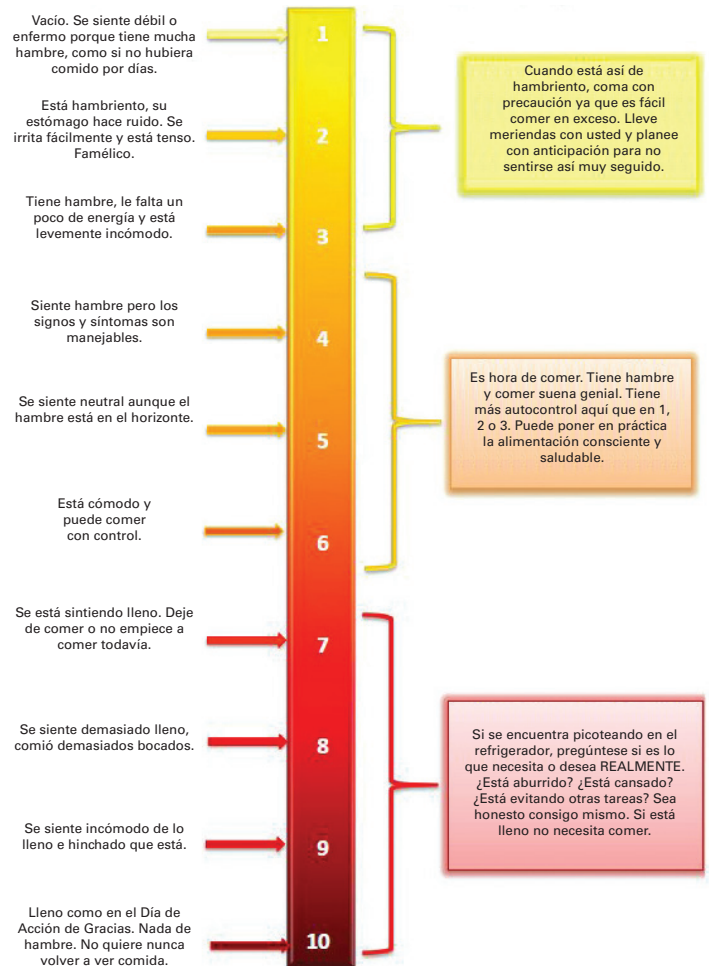 Vacío. Se siente débil o
enfermo porque tiene mucha
hambre, como si no hubiera
comido por días.
1
Está hambriento, su
estómago hace ruido. Se
irrita fácilmente y está tenso.
Famélico.
2
Cuando está así de
hambriento, coma con
precaución ya que es fácil
comer en exceso. Lleve
meriendas con usted y planee
con anticipación para no
sentirse así muy seguido.
Tiene hambre, le falta un
poco de energía y está
levemente incómodo.
3
Siente hambre pero los
signos y síntomas son
manejables.
4
Se siente neutral aunque el
hambre está en el horizonte.
5
Está cómodo y
puede comer
con control.
6
Es hora de comer. Tiene hambre
y comer suena genial. Tiene
más autocontrol aquí que en 1,
2 o 3. Puede poner en práctica
la alimentación consciente y
saludable.
Se está sintiendo lleno. Deje
de comer o no empiece a
comer todavía.
7
Se siente demasiado lleno,
comió demasiados bocados.
8
Se siente incómodo de lo
lleno e hinchado que está.
9
Lleno como en el Día de
Acción de Gracias. Nada de
hambre. No quiere nunca
volver a ver comida.
10
Si se encuentra picoteando en el
refrigerador, pregúntese si es lo
que necesita o desea REALMENTE.
¿Está aburrido? ¿Está cansado?
¿Está evitando otras tareas? Sea
honesto consigo mismo. Si está
lleno no necesita comer.